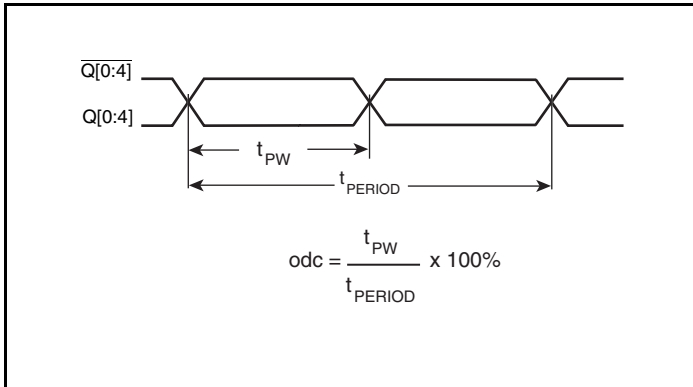 Q[0:4]
Q[0:4]
tPW
tPERIOD
odc = tPW / tPERIOD x 100%